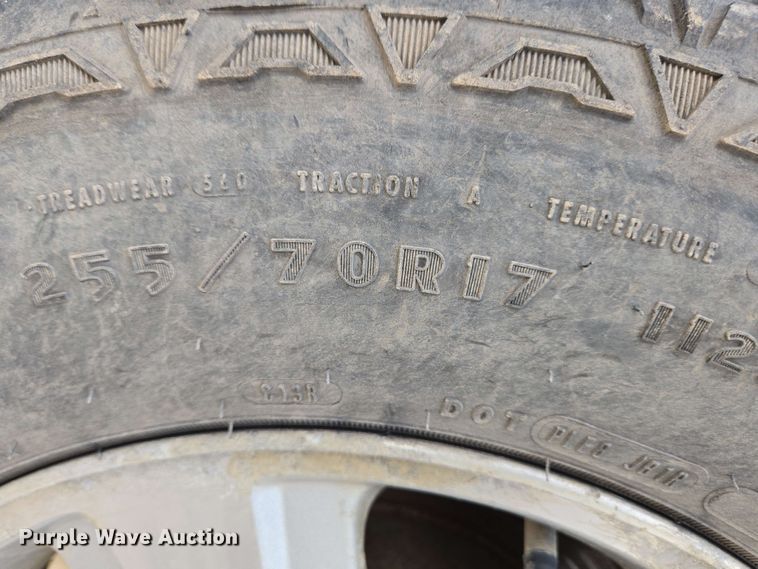 TREADWEAR 560 TRACTION A TEMPERATURE
255/70R17 112
DOT
Purple Wave Auction